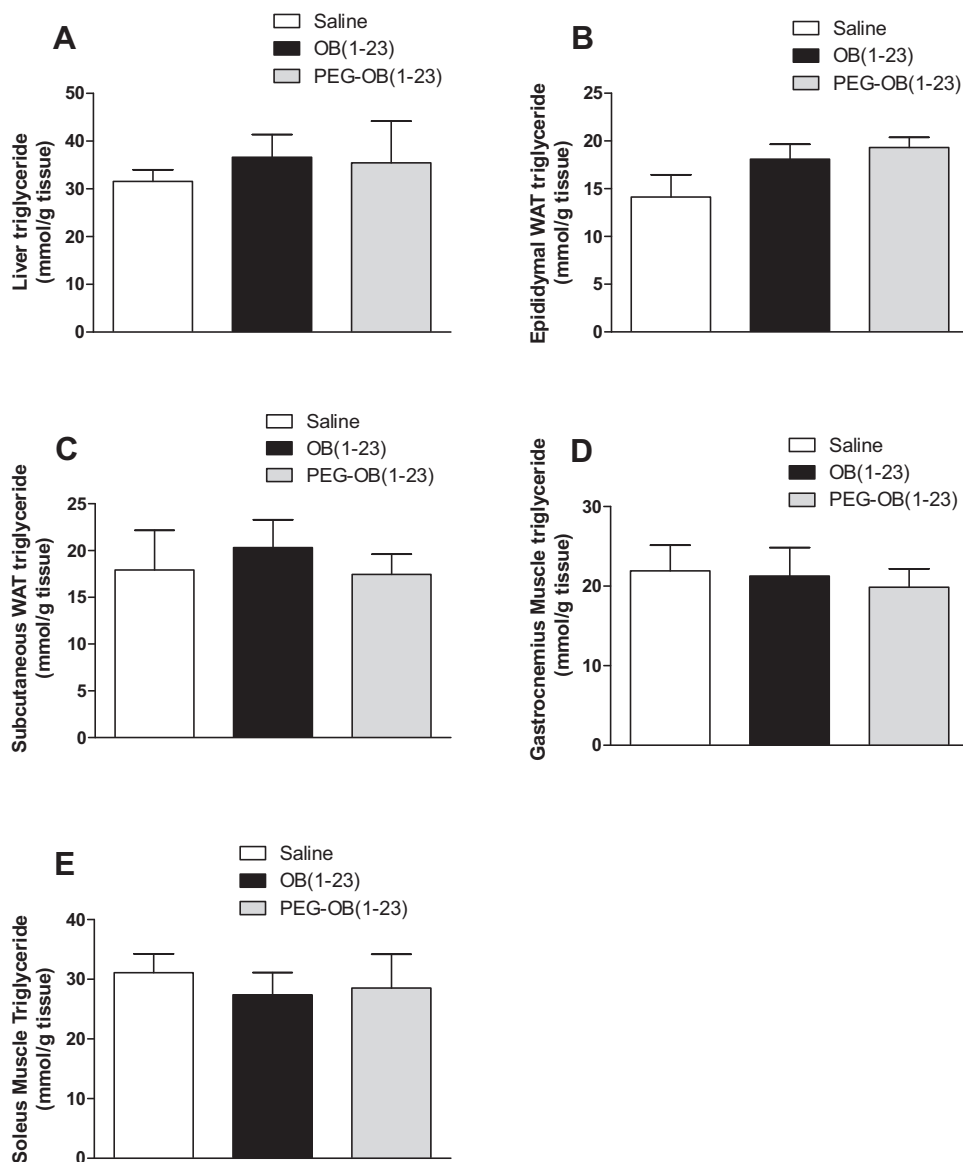 A
Saline
OB(1-23)
PEG-OB(1-23)
Liver triglyceride
(mmol/g tissue)
50
40
30
20
10
0
B
Saline
OB(1-23)
PEG-OB(1-23)
Epididymal WAT triglyceride
(mmol/g tissue)
25
20
15
10
5
0
C
Saline
OB(1-23)
PEG-OB(1-23)
Subcutaneous WAT triglyceride
(mmol/g tissue)
25
20
15
10
5
0
D
Saline
OB(1-23)
PEG-OB(1-23)
Gastrocnemius Muscle triglyceride
(mmol/g tissue)
30
20
10
0
E
Saline
OB(1-23)
PEG-OB(1-23)
Soleus Muscle Triglyceride
(mmol/g tissue)
40
30
20
10
0